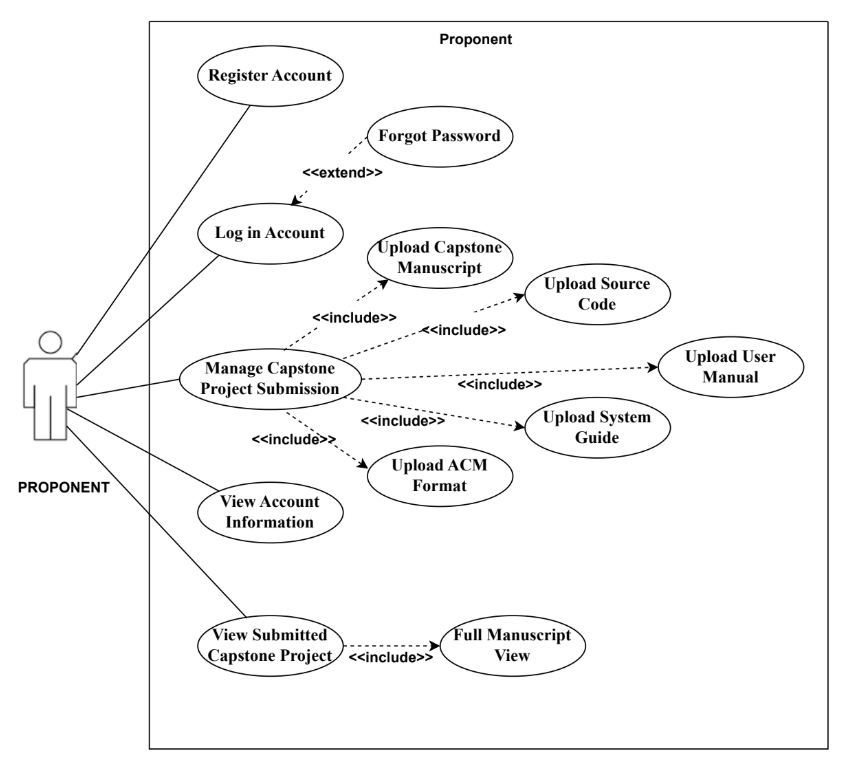 Proponent
Register Account
Forgot Password
<<extend>>
Log in Account
Upload Capstone
Manuscript
Upload Source
Code
<<include>>
<<include>>
Upload User
Manual
Manage Capstone
Project Submission
<<include>>
<<include>>
Upload System
Guide
<<include>>
Upload ACM
Format
PROPONENT
View Account
Information
View Submitted
Capstone Project
<<include>>
Full Manuscript
View